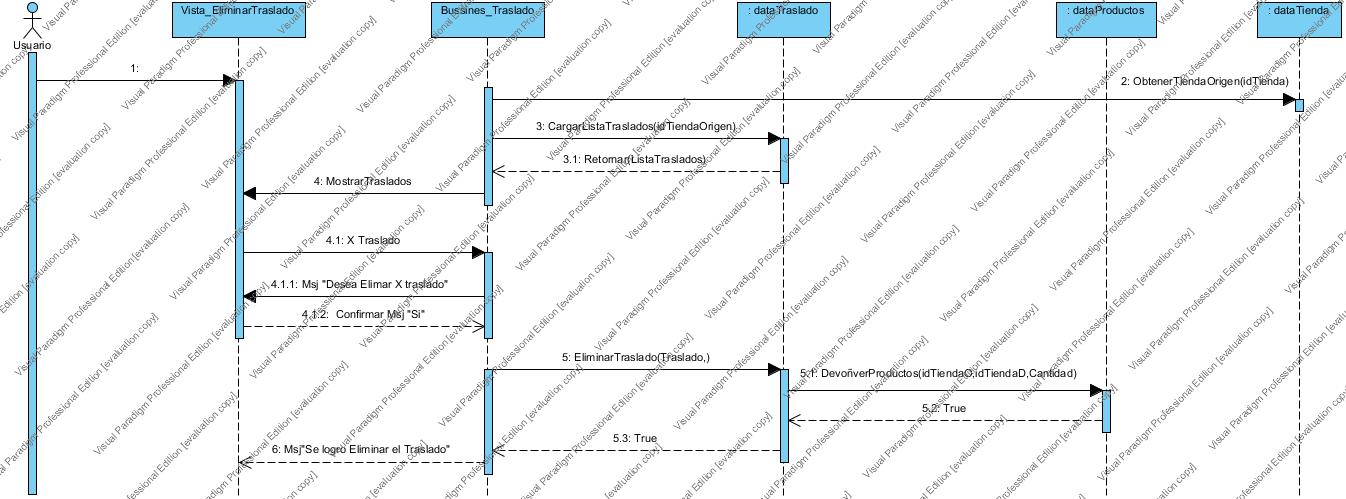 Vista_EliminarTraslado
Bussines_Traslado
: dataTraslado
: dataProductos
: dataTienda
Usuario
1:
2: ObtenerTiendaOrigen(idTienda)
3: CargarListaTraslados(idTiendaOrigen)
3.1: Retornar(ListaTraslados)
4: MostrarTraslados
4.1: X Traslado
4.1.1: Msj "Desea Elimar X traslado"
4.1.2: Confirmar Msj "Si"
5: EliminarTraslado(Traslado,)
5.1: DevoñverProductos(idTiendaO,idTiendaD,Cantidad)
5.2: True
5.3: True
6: Msj"Se logro Eliminar el Traslado"
Visual Paradigm Professional Edition [evaluation copy]